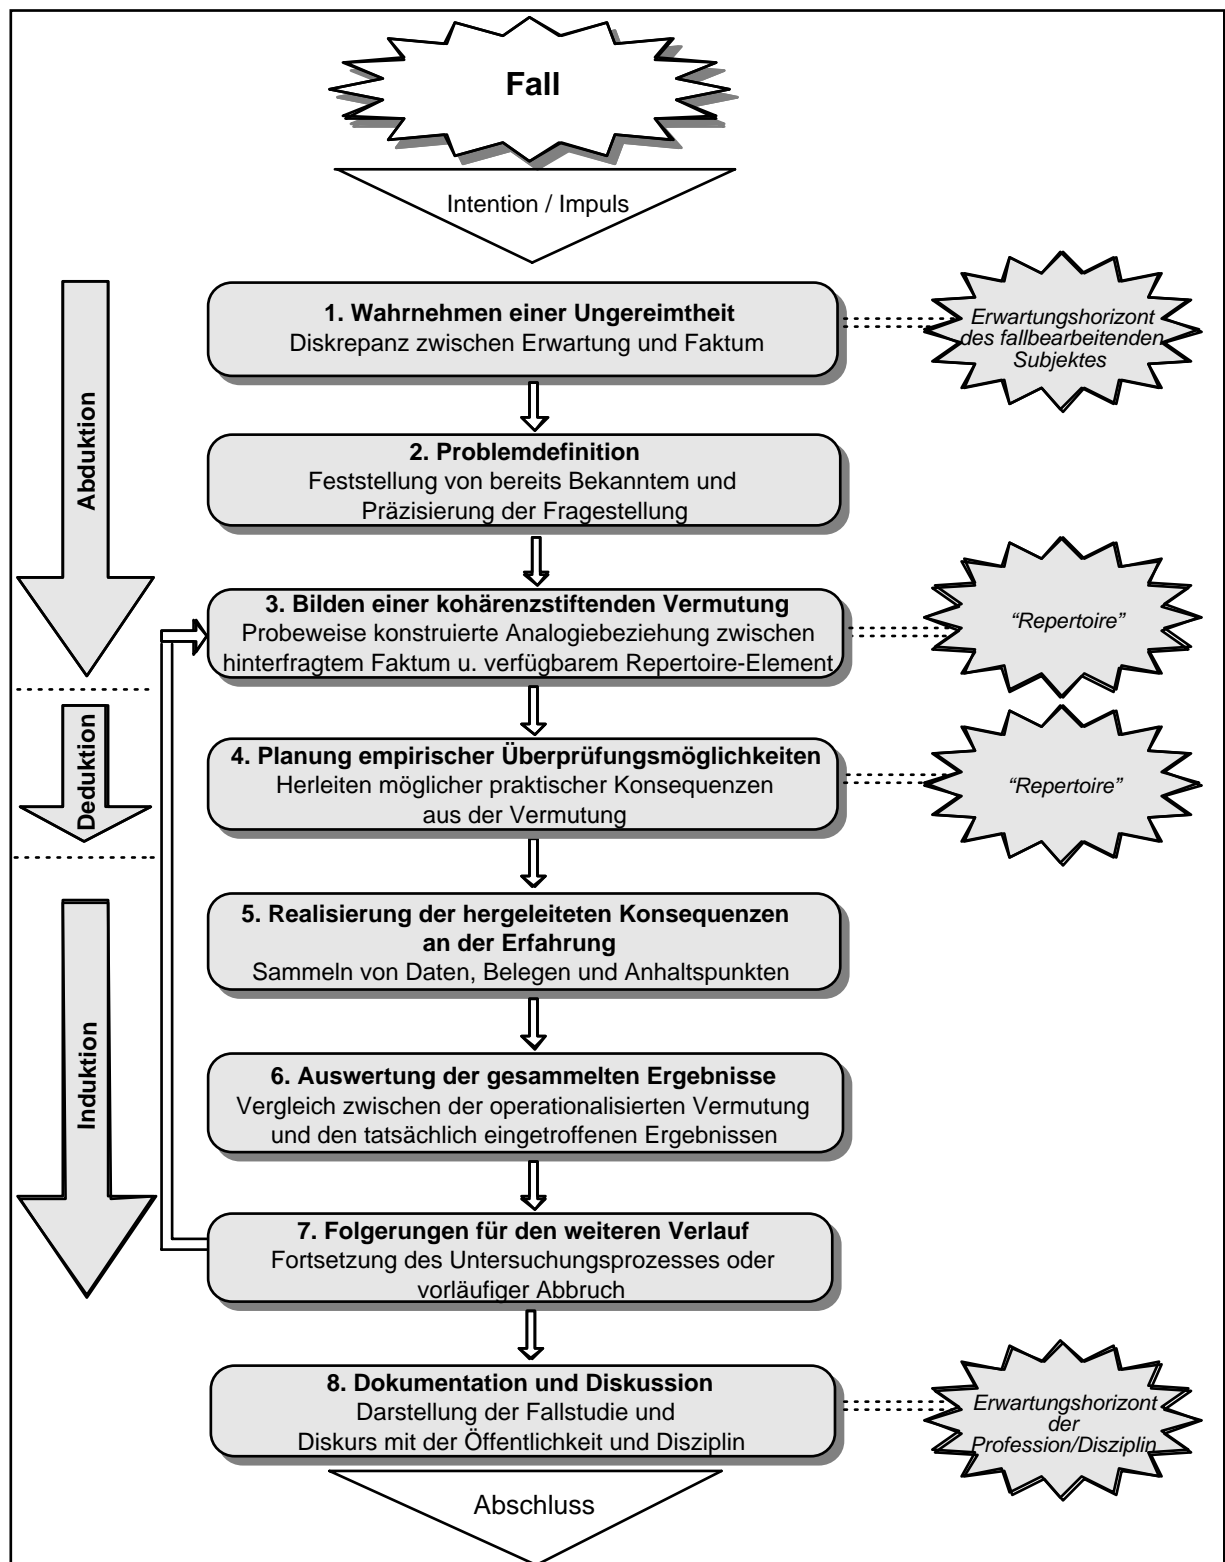 Fall
Intention / Impuls
Abduktion
1. Wahrnehmen einer Ungereimtheit
Diskrepanz zwischen Erwartung und Faktum
Erwartungshorizont
des fallbearbeitenden
Subjektes
2. Problemdefinition
Feststellung von bereits Bekanntem und
Präzisierung der Fragestellung
3. Bilden einer kohärenzstiftenden Vermutung
Probeweise konstruierte Analogiebeziehung zwischen
hinterfragtem Faktum u. verfügbarem Repertoire-Element
“Repertoire”
Deduktion
4. Planung empirischer Überprüfungsmöglichkeiten
Herleiten möglicher praktischer Konsequenzen
aus der Vermutung
“Repertoire”
Induktion
5. Realisierung der hergeleiteten Konsequenzen
an der Erfahrung
Sammeln von Daten, Belegen und Anhaltspunkten
6. Auswertung der gesammelten Ergebnisse
Vergleich zwischen der operationalisierten Vermutung
und den tatsächlich eingetroffenen Ergebnissen
7. Folgerungen für den weiteren Verlauf
Fortsetzung des Untersuchungsprozesses oder
vorläufiger Abbruch
8. Dokumentation und Diskussion
Darstellung der Fallstudie und
Diskurs mit der Öffentlichkeit und Disziplin
Erwartungshorizont
der
Profession/Disziplin
Abschluss